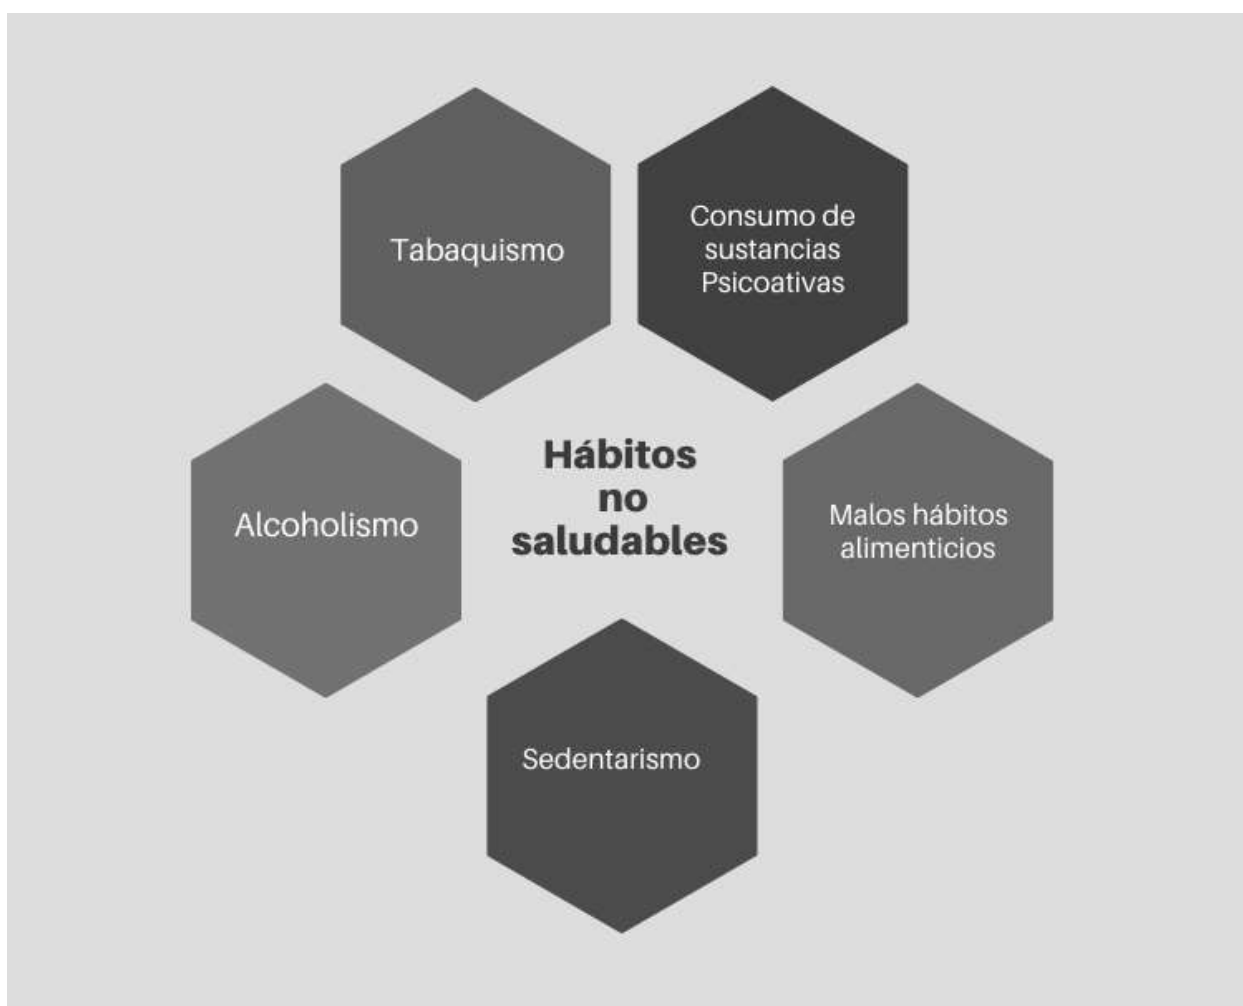 Tabaquismo
Consumo de
sustancias
Psicoativas
Alcoholismo
Hábitos
no
saludables
Malos hábitos
alimenticios
Sedentarismo